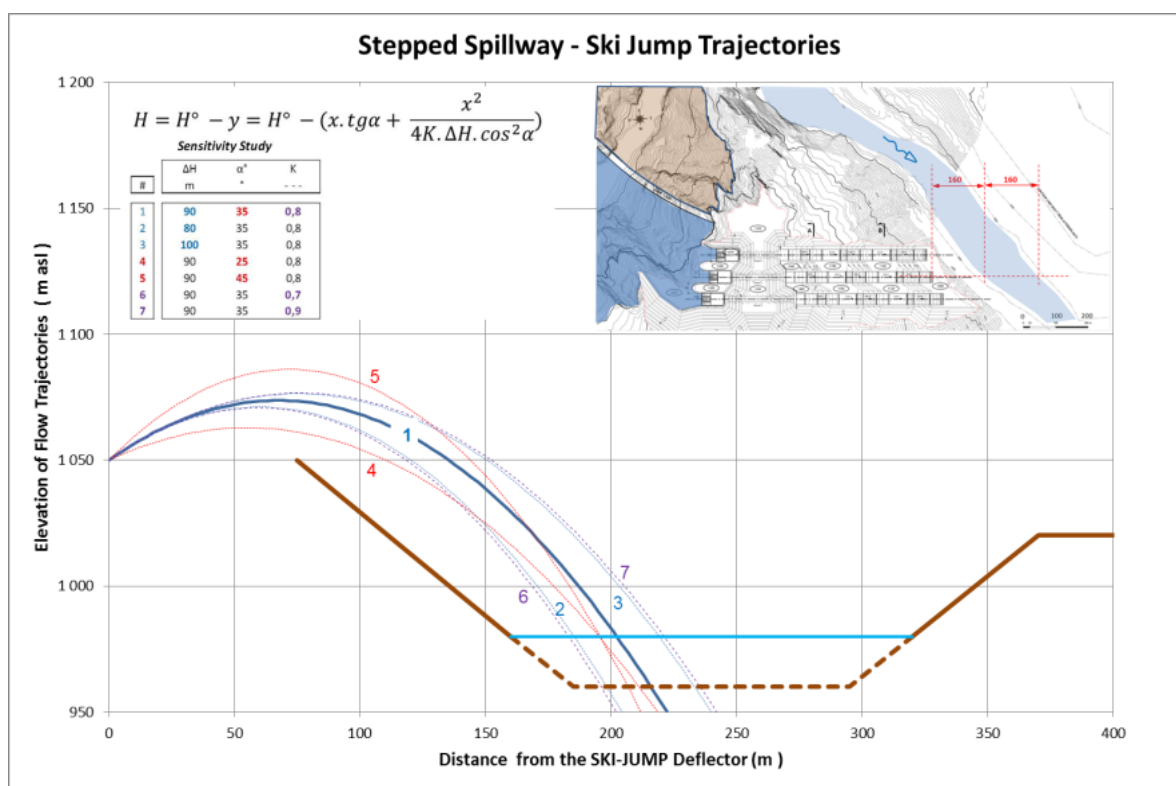 Stepped Spillway - Ski Jump Trajectories
Elevation of Flow Trajectories ( m asl )
1 200
1 150
1 100
1 050
1 000
950
H = H° − y = H° − (x. tgα + x² / 4K. ΔH. cos² α)
Sensitivity Study
ΔH α° K
# m ° - - -
1 90 35 0,8
2 80 35 0,8
3 100 35 0,8
4 90 25 0,8
5 90 45 0,8
6 90 35 0,7
7 90 35 0,9
160 160
A B
0 100 200
5
1
4
7
6 2 3
0 50 100 150 200 250 300 350 400
Distance from the SKI-JUMP Deflector (m )